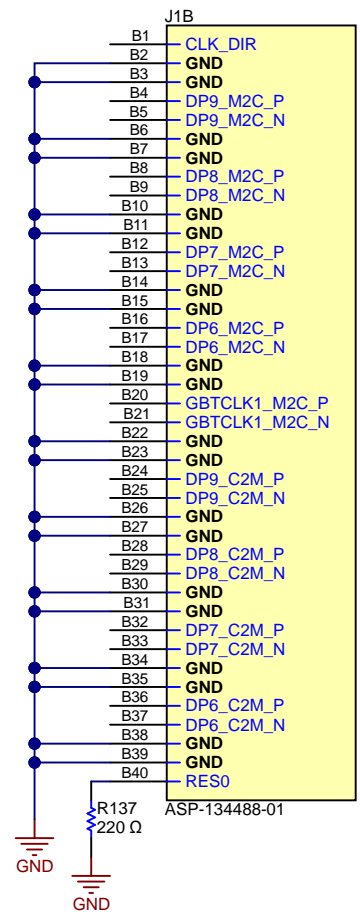 J1B
B1 CLK_DIR
B2 GND
B3 GND
B4 DP9_M2C_P
B5 DP9_M2C_N
B6 GND
B7 GND
B8 DP8_M2C_P
B9 DP8_M2C_N
B10 GND
B11 GND
B12 DP7_M2C_P
B13 DP7_M2C_N
B14 GND
B15 GND
B16 DP6_M2C_P
B17 DP6_M2C_N
B18 GND
B19 GND
B20 GBTCLK1_M2C_P
B21 GBTCLK1_M2C_N
B22 GND
B23 GND
B24 DP9_C2M_P
B25 DP9_C2M_N
B26 GND
B27 GND
B28 DP8_C2M_P
B29 DP8_C2M_N
B30 GND
B31 GND
B32 DP7_C2M_P
B33 DP7_C2M_N
B34 GND
B35 GND
B36 DP6_C2M_P
B37 DP6_C2M_N
B38 GND
B39 GND
B40 RES0
R137
220 Ω
ASP-134488-01
GND
GND